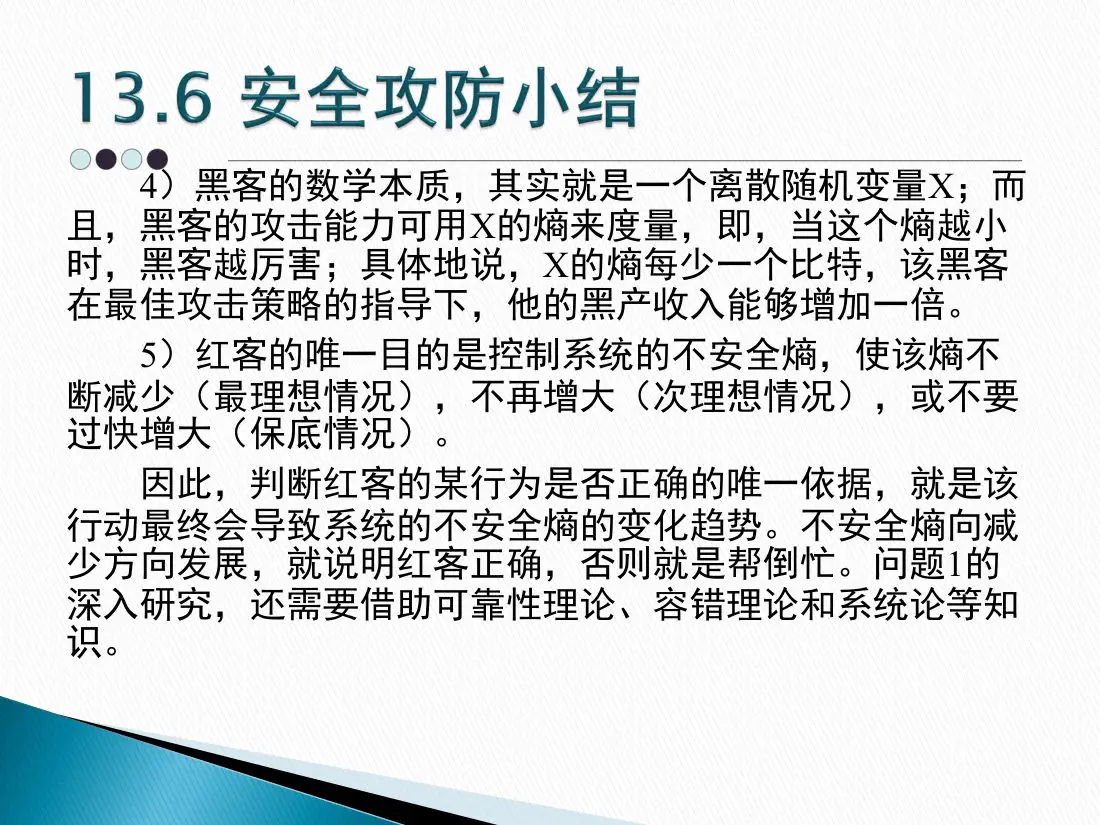 13.6 安全攻防小结
4）黑客的数学本质，其实就是一个离散随机变量X；而
且，黑客的攻击能力可用X的熵来度量，即，当这个熵越小
时，黑客越厉害；具体地说，X的熵每少一个比特，该黑客
在最佳攻击策略的指导下，他的黑产收入能够增加一倍。
5）红客的唯一目的是控制系统的不安全熵，使该熵不
断减少（最理想情况），不再增大（次理想情况），或不要
过快增大（保底情况）。
因此，判断红客的某行为是否正确的唯一依据，就是该
行动最终会导致系统的不安全熵的变化趋势。不安全熵向减
少方向发展，就说明红客正确，否则就是帮倒忙。问题1的
深入研究，还需要借助可靠性理论、容错理论和系统论等知
识。